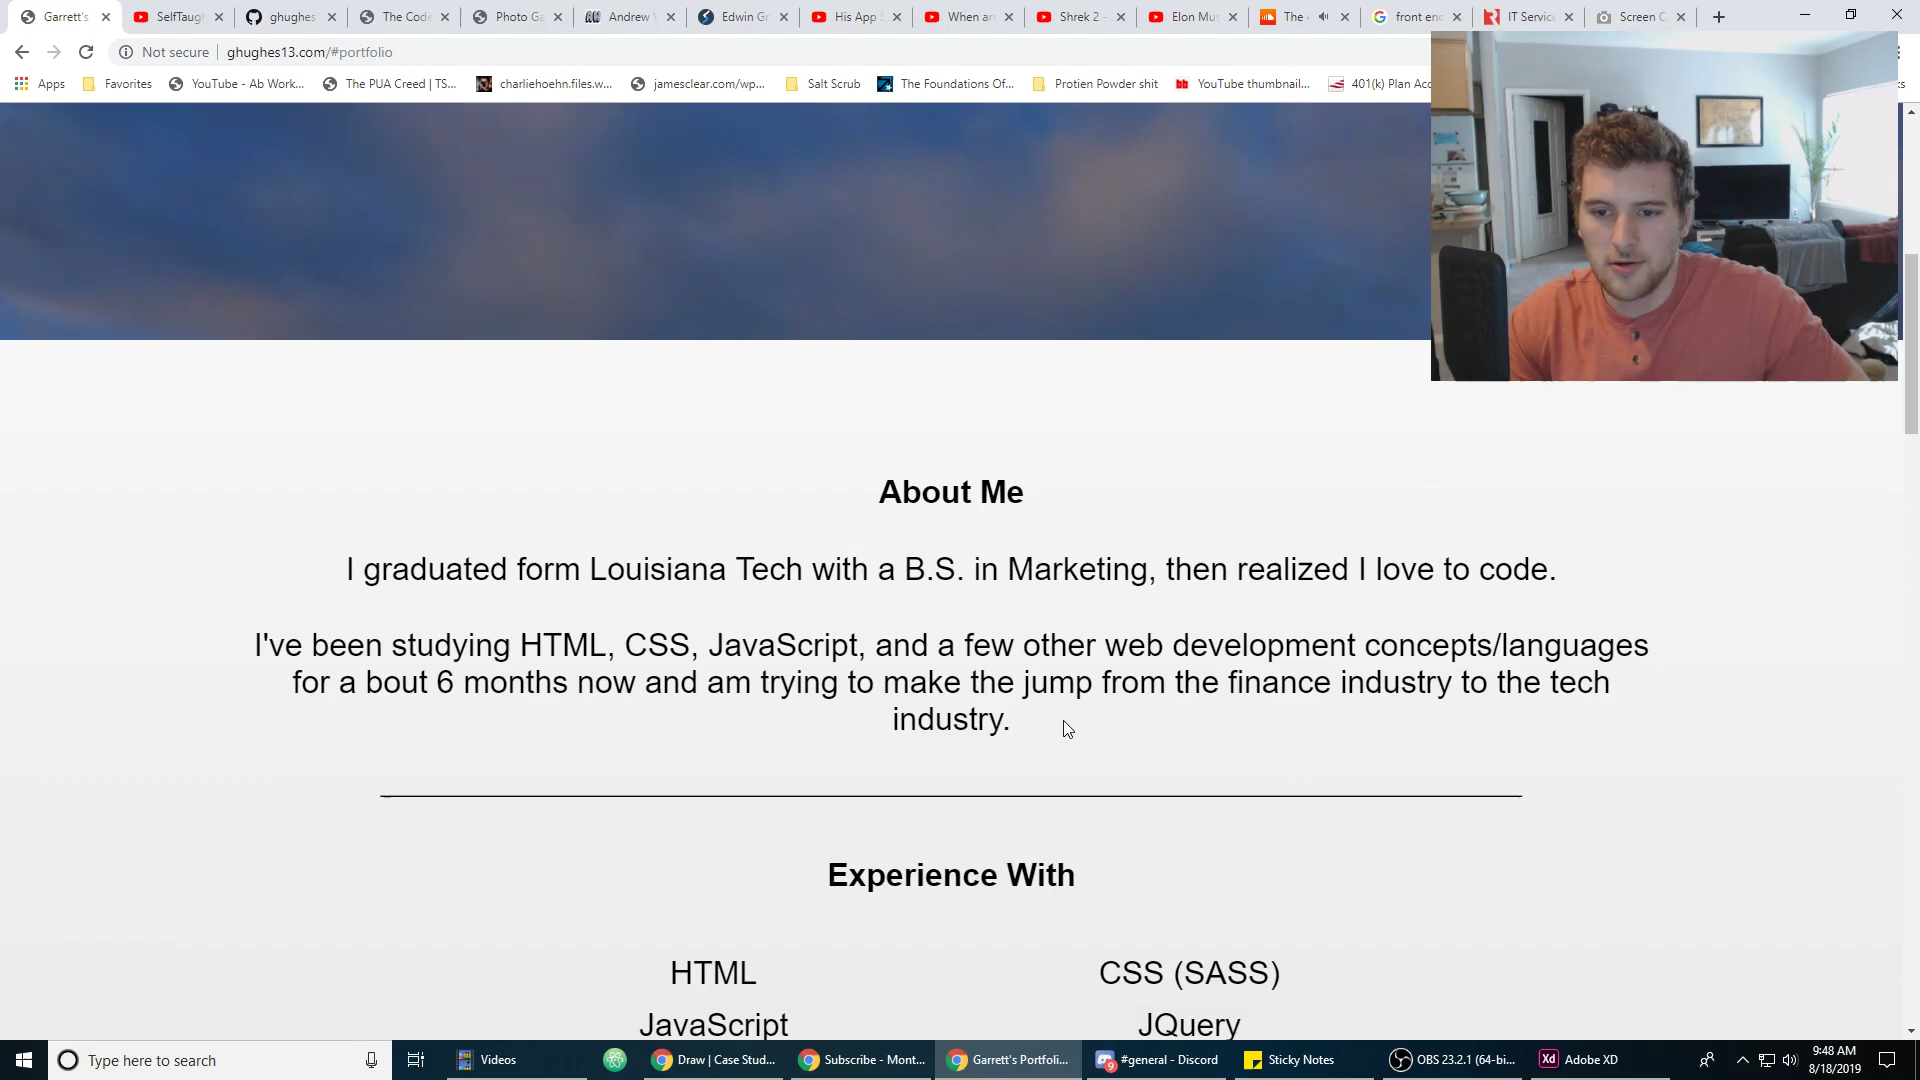 Garrett's
SelfTaugh
ghughes
The Code
Photo Ga
Andrew
Edwin Gr
His App
When an
Shrek 2 -
Elon Mus
The
front enc
IT Service
Screen C
Not secure
ghughes13.com/#portfolio
Apps
Favorites
YouTube - Ab Work...
The PUA Creed | TS...
charliehoehn.files.w...
jamesclear.com/wp...
Salt Scrub
The Foundations Of...
Protien Powder shit
bb
YouTube thumbnail...
401(k) Plan Acc
About Me
I graduated form Louisiana Tech with a B.S. in Marketing, then realized I love to code.
I've been studying HTML, CSS, JavaScript, and a few other web development concepts/languages
for a bout 6 months now and am trying to make the jump from the finance industry to the tech
industry.
Experience With
HTML
CSS (SASS)
JavaScript
JQuery
Type here to search
Videos
Draw | Case Stud...
Subscribe - Mont...
Garrett's Portfoli...
9
#general - Discord
Sticky Notes
OBS 23.2.1 (64-bi...
Xd
Adobe XD
9:48 AM
8/18/2019